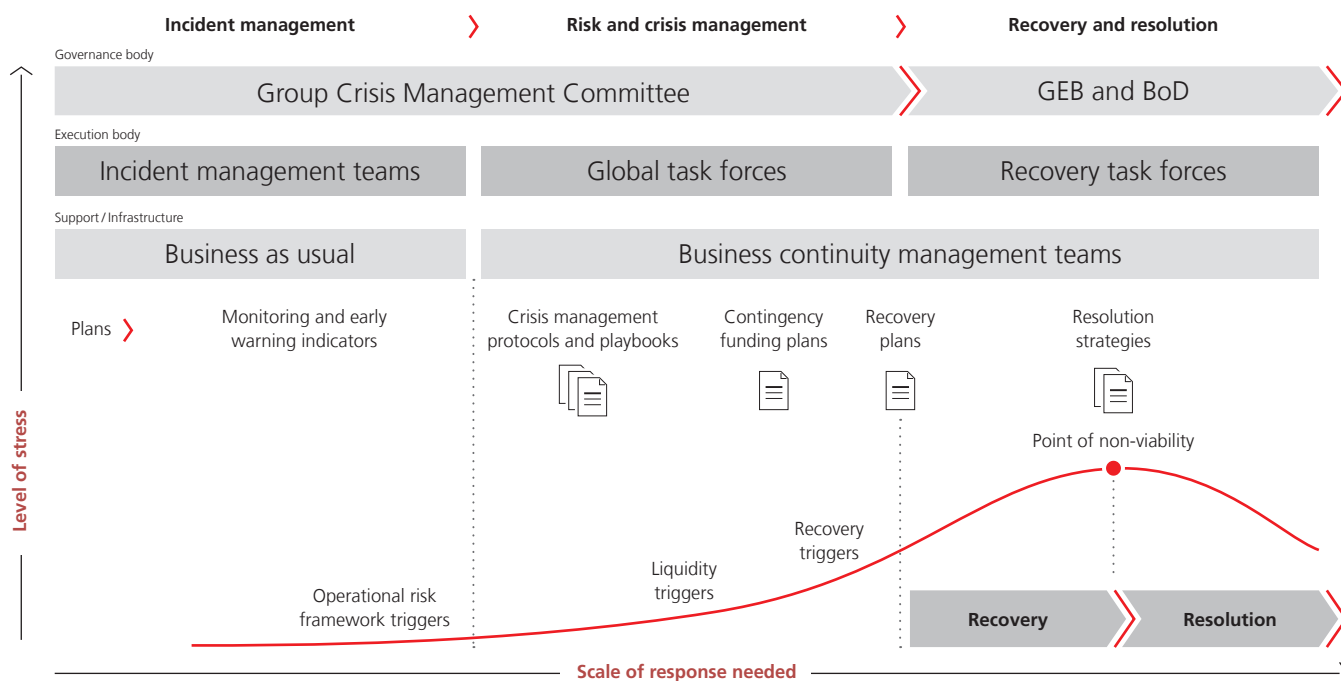 Incident management
Risk and crisis management
Recovery and resolution
Governance body
Group Crisis Management Committee
GEB and BoD
Execution body
Incident management teams
Global task forces
Recovery task forces
Support / Infrastructure
Business as usual
Business continuity management teams
Plans
Monitoring and early
warning indicators
Crisis management
protocols and playbooks
Contingency
funding plans
Recovery
plans
Resolution
strategies
Point of non-viability
Level of stress
Recovery
triggers
Liquidity
triggers
Operational risk
framework triggers
Recovery
Resolution
Scale of response needed